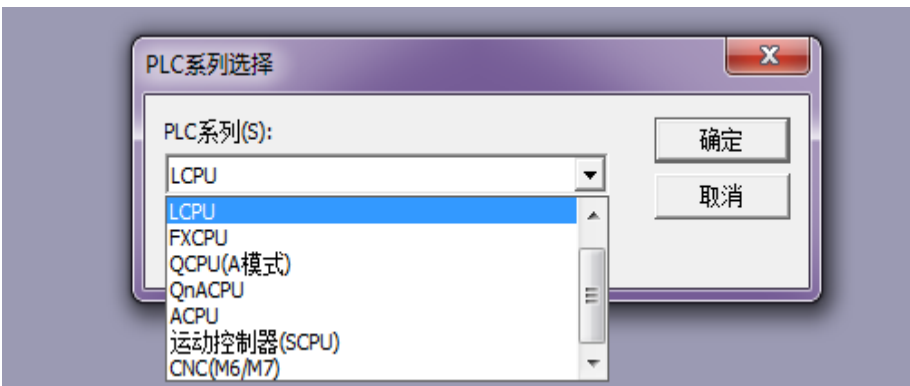 PLC系列选择
PLC系列(S):
确定
LCPU
取消
LCPU
FXCPU
QCPU(A模式)
QnACPU
ACPU
运动控制器(SCPU)
CNC(M6/M7)